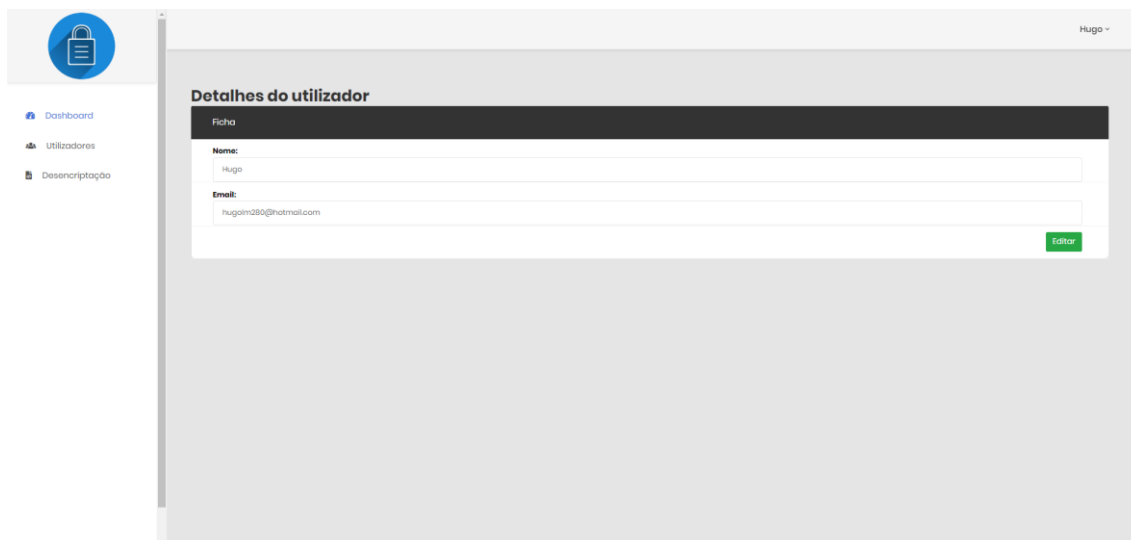 Hugo
Dashboard
Utilizadores
Desencriptação
Detalhes do utilizador
Ficha
Nome:
Hugo
Email:
hugolm280@hotmail.com
Editar